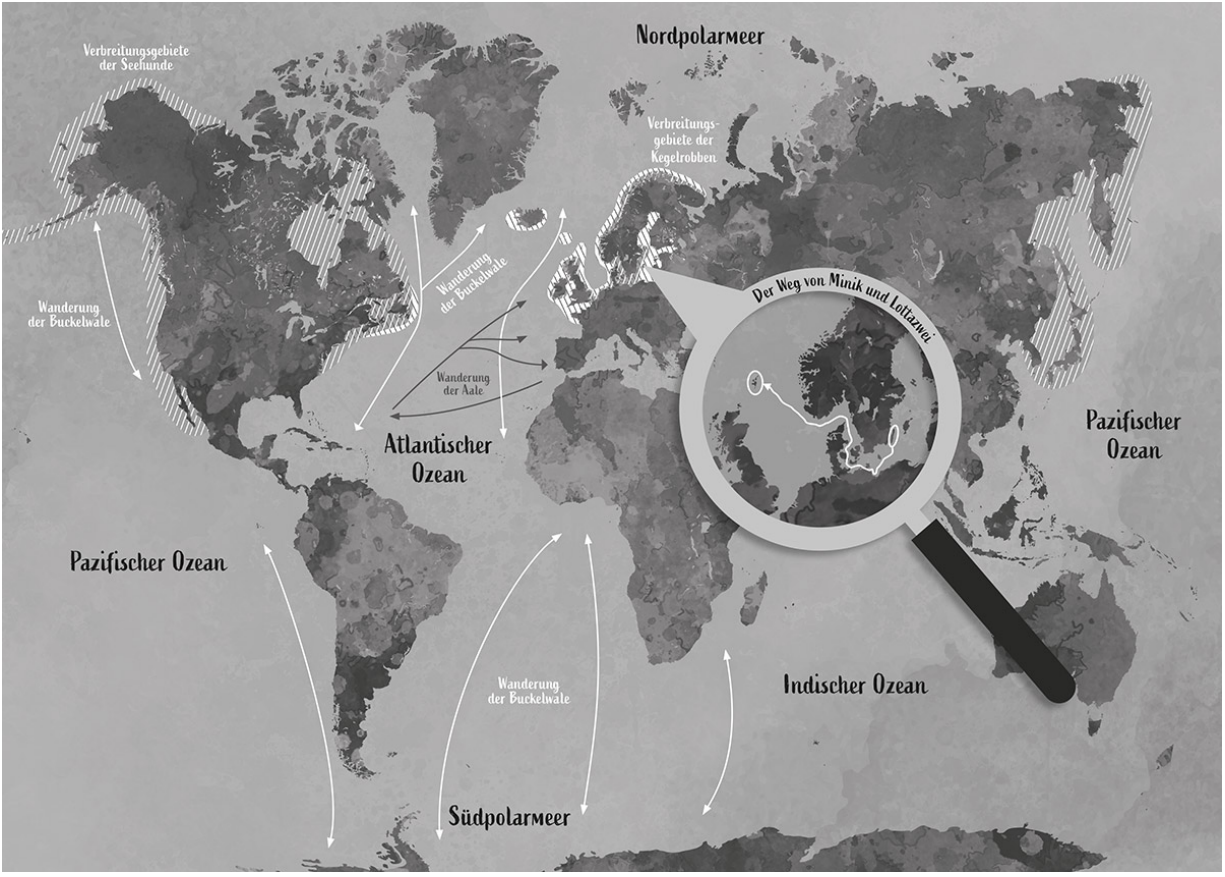 Nordpolarmeer
Verbreitungsgebiete
der Seehunde
Verbreitungs-
gebiete der
Kegelrobben
Wanderung
der Buckelwale
Wanderung
der Buckelwale
Der Weg von Minik und Lottazwei
Wanderung
der Aale
Atlantischer
Ozean
Pazifischer
Ozean
Pazifischer Ozean
Wanderung
der Buckelwale
Indischer Ozean
Südpolarmeer